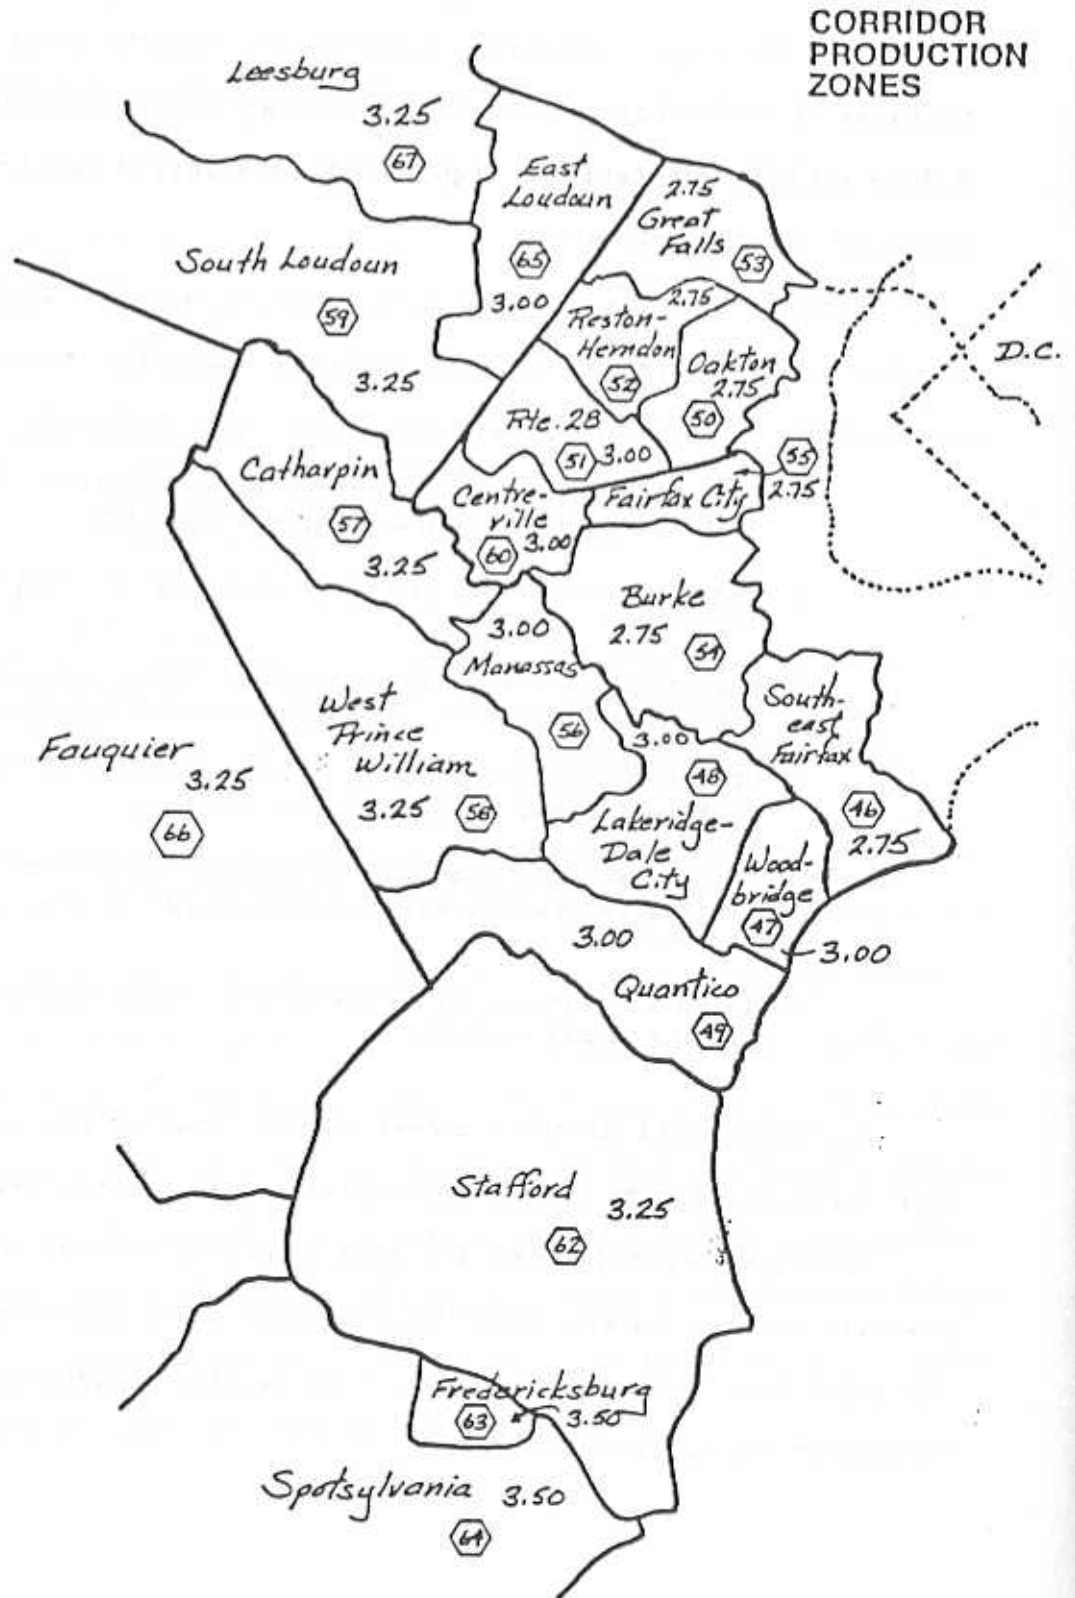 CORRIDOR
PRODUCTION
ZONES
Leesburg
3.25
67
East
Loudoun
65
3.00
2.75
Great
Falls
53
South Loudoun
59
3.25
2.75
Reston-
Herndon
52
Oakton
2.75
50
D.C.
Rte. 28
51
3.00
55
2.75
Fairfax City
Catharpin
57
3.25
Centre-
ville
60
3.00
Burke
2.75
54
3.00
Manassas
56
South-
east
Fairfax
46
2.75
West
Prince
William
3.25
58
3.00
48
Lakeridge-
Dale
City
Wood-
bridge
47
3.00
Fauquier
3.25
66
3.00
Quantico
49
Stafford
3.25
62
Fredericksburg
63
3.50
Spotsylvania 3.50
64